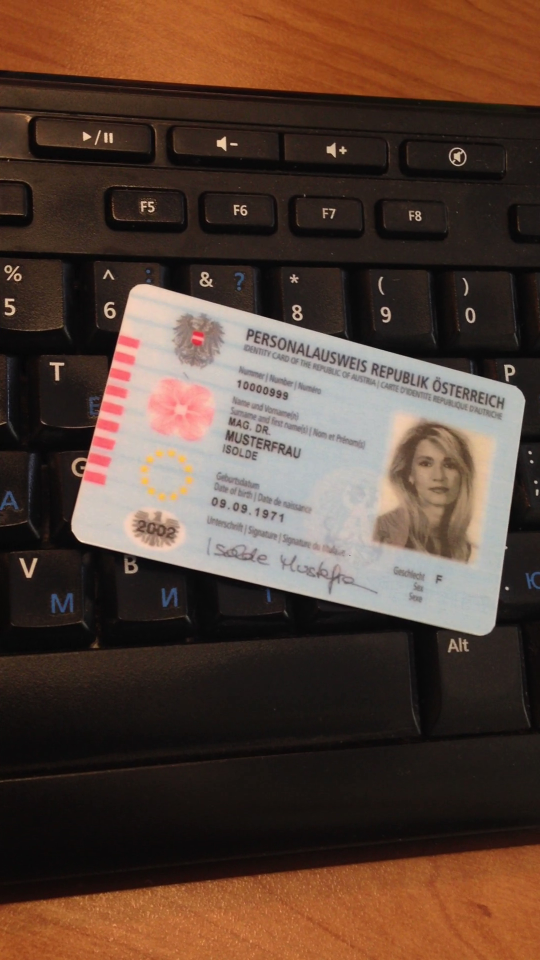 F5 F6 F7 F8
% & ? * ( )
5 6 8 9 0
T P
PERSONALAUSWEIS REPUBLIK ÖSTERREICH
IDENTITY CARD OF THE REPUBLIC OF AUSTRIA | CARTE D'IDENTITÉ RÉPUBLIQUE D'AUTRICHE
Nummer | Number | Numéro
10000999
Name und Vorname(n)
Surname and first name(s) | Nom et Prénom(s)
MAG. DR.
MUSTERFRAU
ISOLDE
Geburtsdatum
Date of birth | Date de naissance
09.09.1971
Unterschrift | Signature | Signature du titulaire
Isolde Musterfrau
Geschlecht F
Sex
Sexe
2002
G
А
V B
М И
Alt